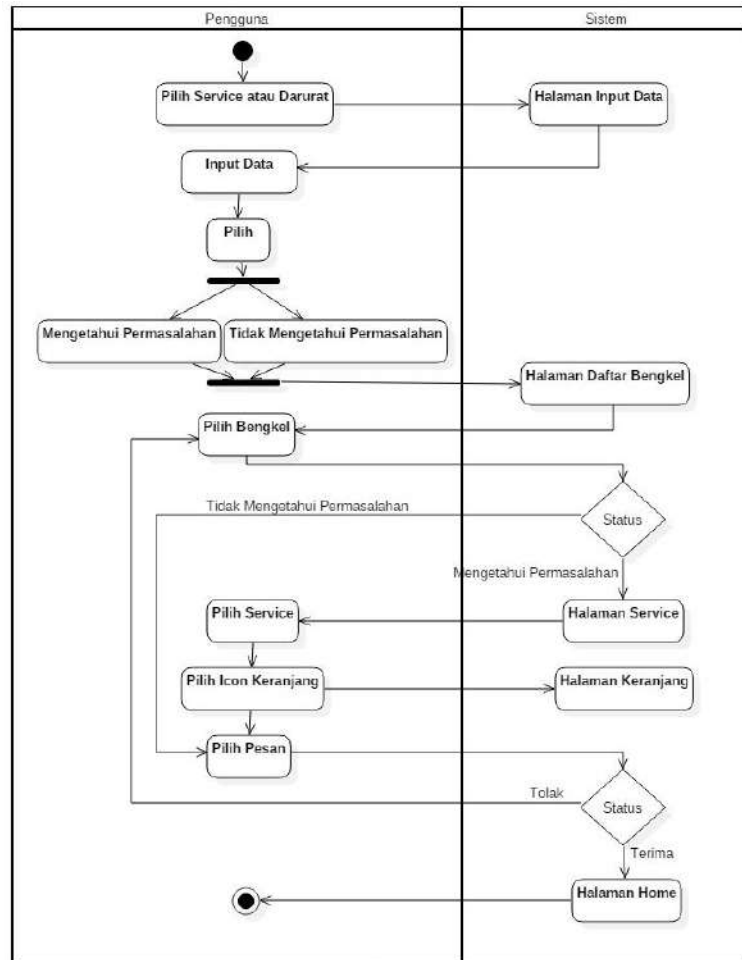 Pengguna
Sistem
Pilih Service atau Darurat
Halaman Input Data
Input Data
Pilih
Mengetahui Permasalahan
Tidak Mengetahui Permasalahan
Halaman Daftar Bengkel
Pilih Bengkel
Tidak Mengetahui Permasalahan
Status
Mengetahui Permasalahan
Pilih Service
Halaman Service
Pilih Icon Keranjang
Halaman Keranjang
Pilih Pesan
Tolak
Status
Terima
Halaman Home